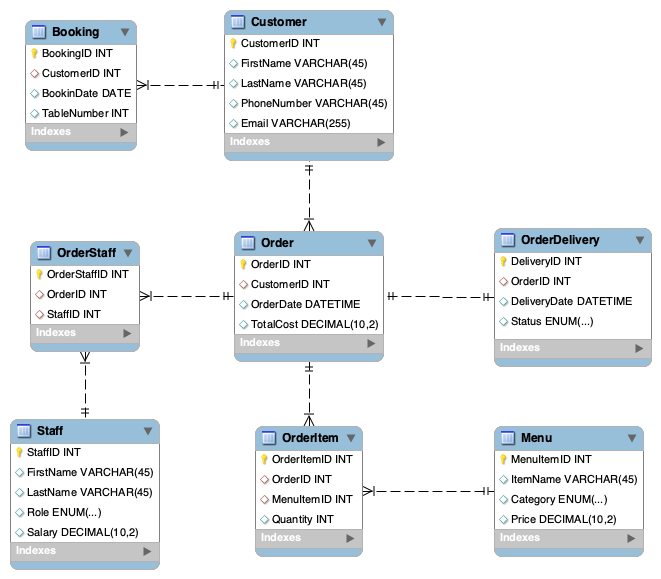 Booking
BookingID INT
CustomerID INT
BookinDate DATE
TableNumber INT
Indexes
Customer
CustomerID INT
FirstName VARCHAR(45)
LastName VARCHAR(45)
PhoneNumber VARCHAR(45)
Email VARCHAR(255)
Indexes
OrderStaff
OrderStaffID INT
OrderID INT
StaffID INT
Indexes
Order
OrderID INT
CustomerID INT
OrderDate DATETIME
TotalCost DECIMAL(10,2)
Indexes
OrderDelivery
DeliveryID INT
OrderID INT
DeliveryDate DATETIME
Status ENUM(...)
Indexes
Staff
StaffID INT
FirstName VARCHAR(45)
LastName VARCHAR(45)
Role ENUM(...)
Salary DECIMAL(10,2)
Indexes
OrderItem
OrderItemID INT
OrderID INT
MenuItemID INT
Quantity INT
Indexes
Menu
MenuItemID INT
ItemName VARCHAR(45)
Category ENUM(...)
Price DECIMAL(10,2)
Indexes